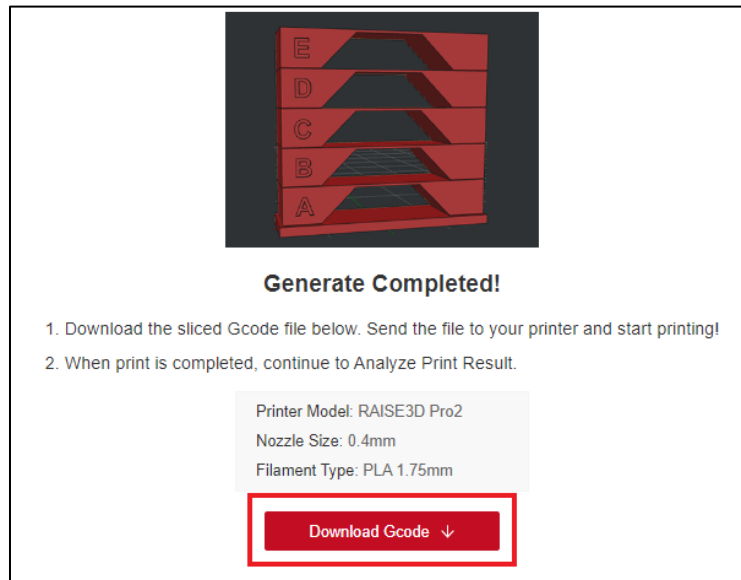 E
D
C
B
A
Generate Completed!
1. Download the sliced Gcode file below. Send the file to your printer and start printing!
2. When print is completed, continue to Analyze Print Result.
Printer Model: RAISE3D Pro2
Nozzle Size: 0.4mm
Filament Type: PLA 1.75mm
Download Gcode ↓